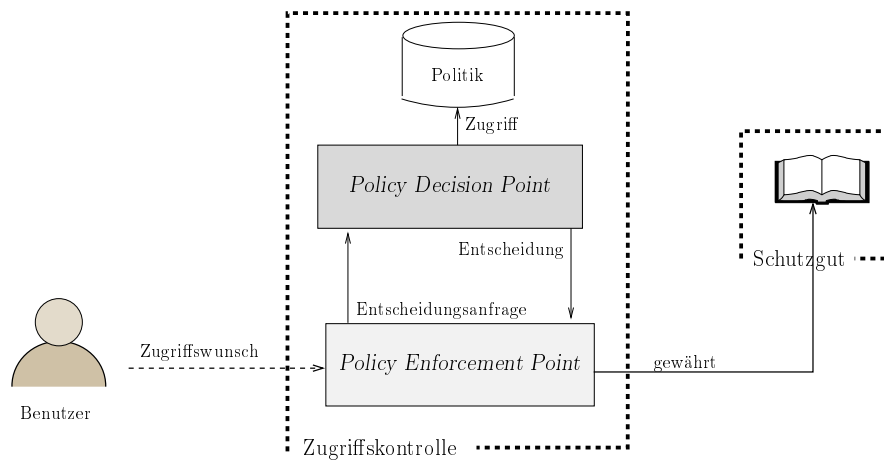 Politik
Zugriff
Policy Decision Point
Entscheidung
Schutzgut
Entscheidungsanfrage
Zugriffswunsch
Policy Enforcement Point
gewährt
Benutzer
Zugriffskontrolle